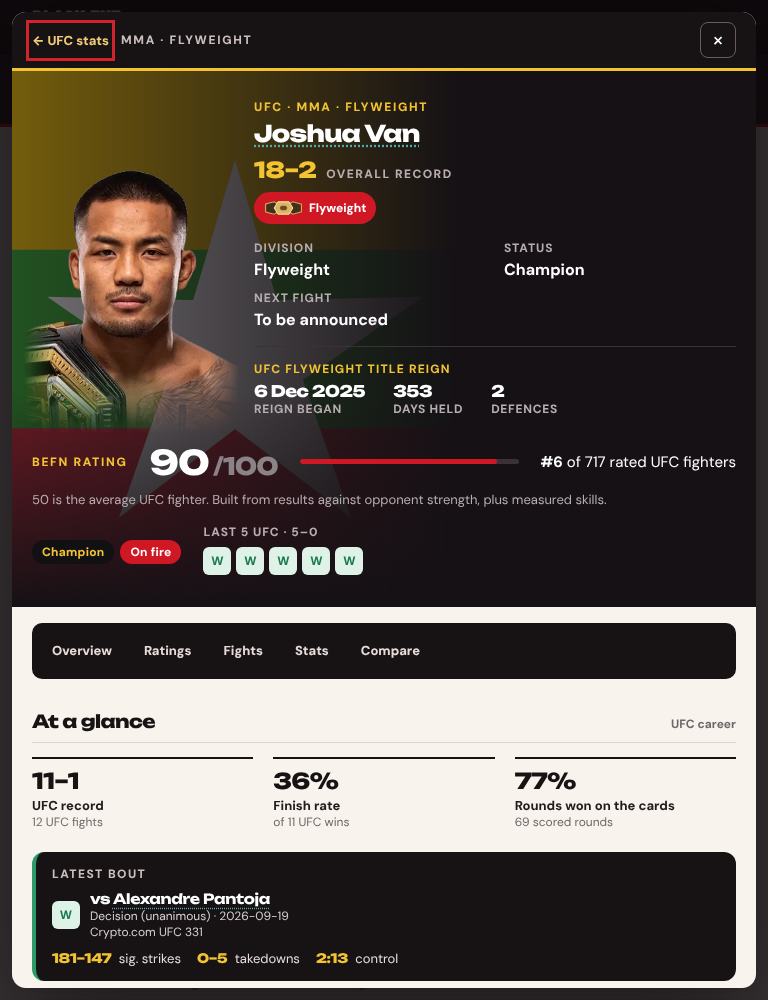 ← UFC stats MMA · FLYWEIGHT ×
UFC · MMA · FLYWEIGHT
Joshua Van
18–2 OVERALL RECORD
Flyweight
DIVISION STATUS
Flyweight Champion
NEXT FIGHT
To be announced
UFC FLYWEIGHT TITLE REIGN
6 Dec 2025 353 2
REIGN BEGAN DAYS HELD DEFENCES
BEFN RATING 90/100 #6 of 717 rated UFC fighters
50 is the average UFC fighter. Built from results against opponent strength, plus measured skills.
LAST 5 UFC · 5–0
Champion On fire W W W W W
Overview Ratings Fights Stats Compare
At a glance UFC career
11–1 36% 77%
UFC record Finish rate Rounds won on the cards
12 UFC fights of 11 UFC wins 69 scored rounds
LATEST BOUT
W vs Alexandre Pantoja
Decision (unanimous) · 2026-09-19
Crypto.com UFC 331
181–147 sig. strikes 0–5 takedowns 2:13 control